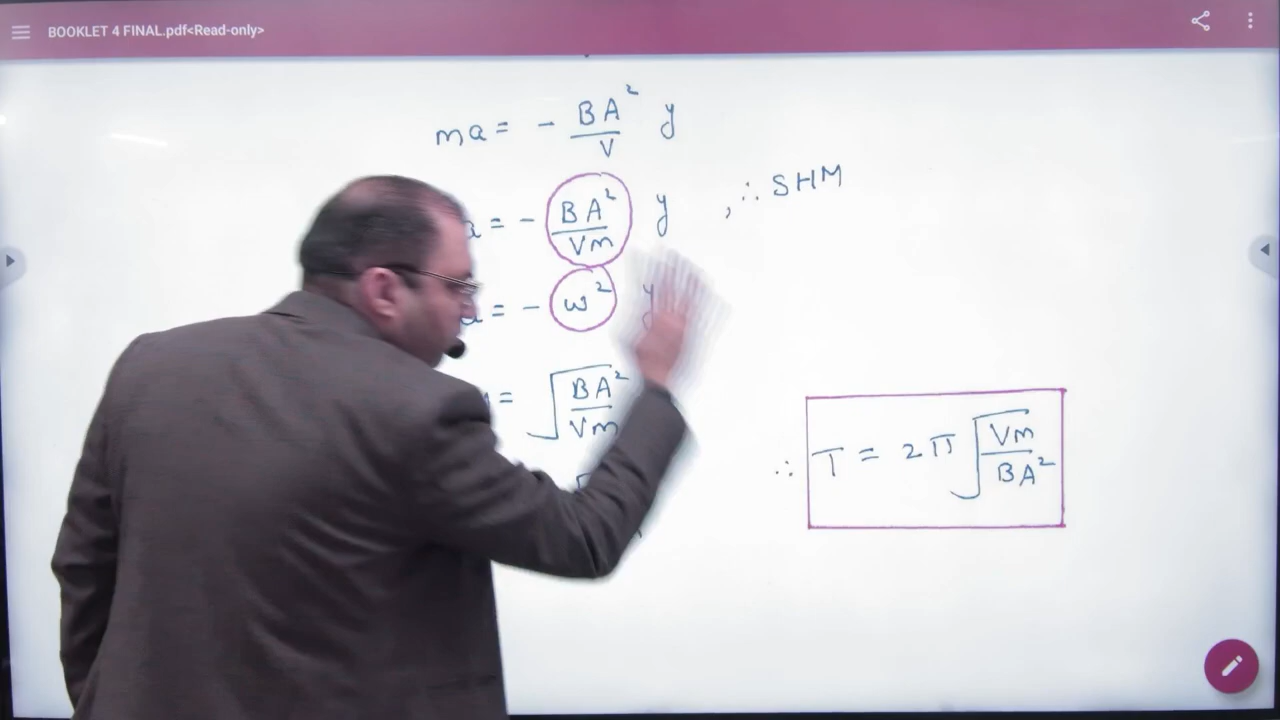 BOOKLET 4 FINAL.pdf<Read-only>
ma = - BA²/V y
a = - BA²/Vm y , ∴ SHM
a = - ω² y
= √BA²/Vm
∴ T = 2π √Vm/BA²